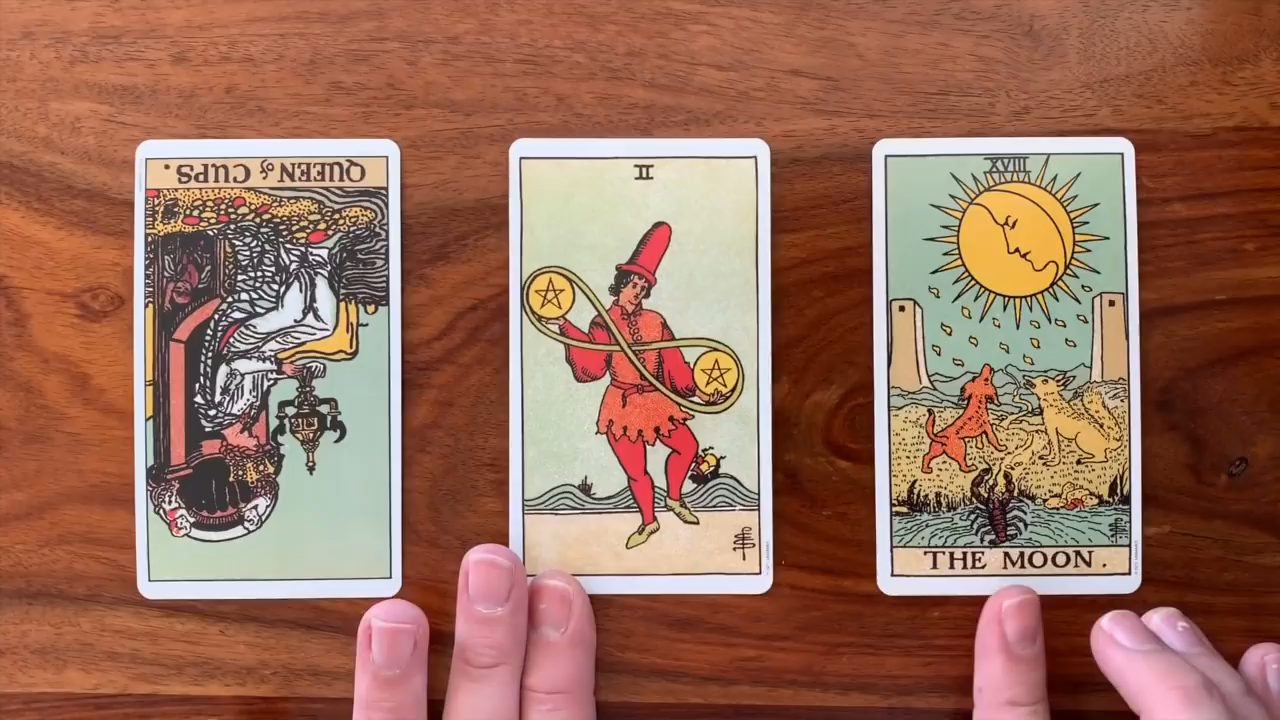 QUEEN of CUPS.
II
XVIII
THE MOON.